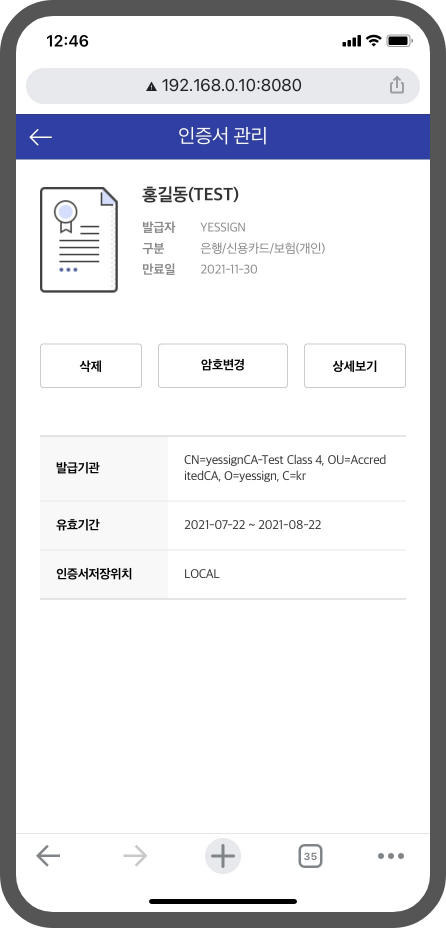 12:46
192.168.0.10:8080
인증서 관리
홍길동(TEST)
발급자 YESSIGN
구분 은행/신용카드/보험(개인)
만료일 2021-11-30
삭제 암호변경 상세보기
발급기관 CN=yessignCA-Test Class 4, OU=Accred
itedCA, O=yessign, C=kr
유효기간 2021-07-22 ~ 2021-08-22
인증서저장위치 LOCAL
35